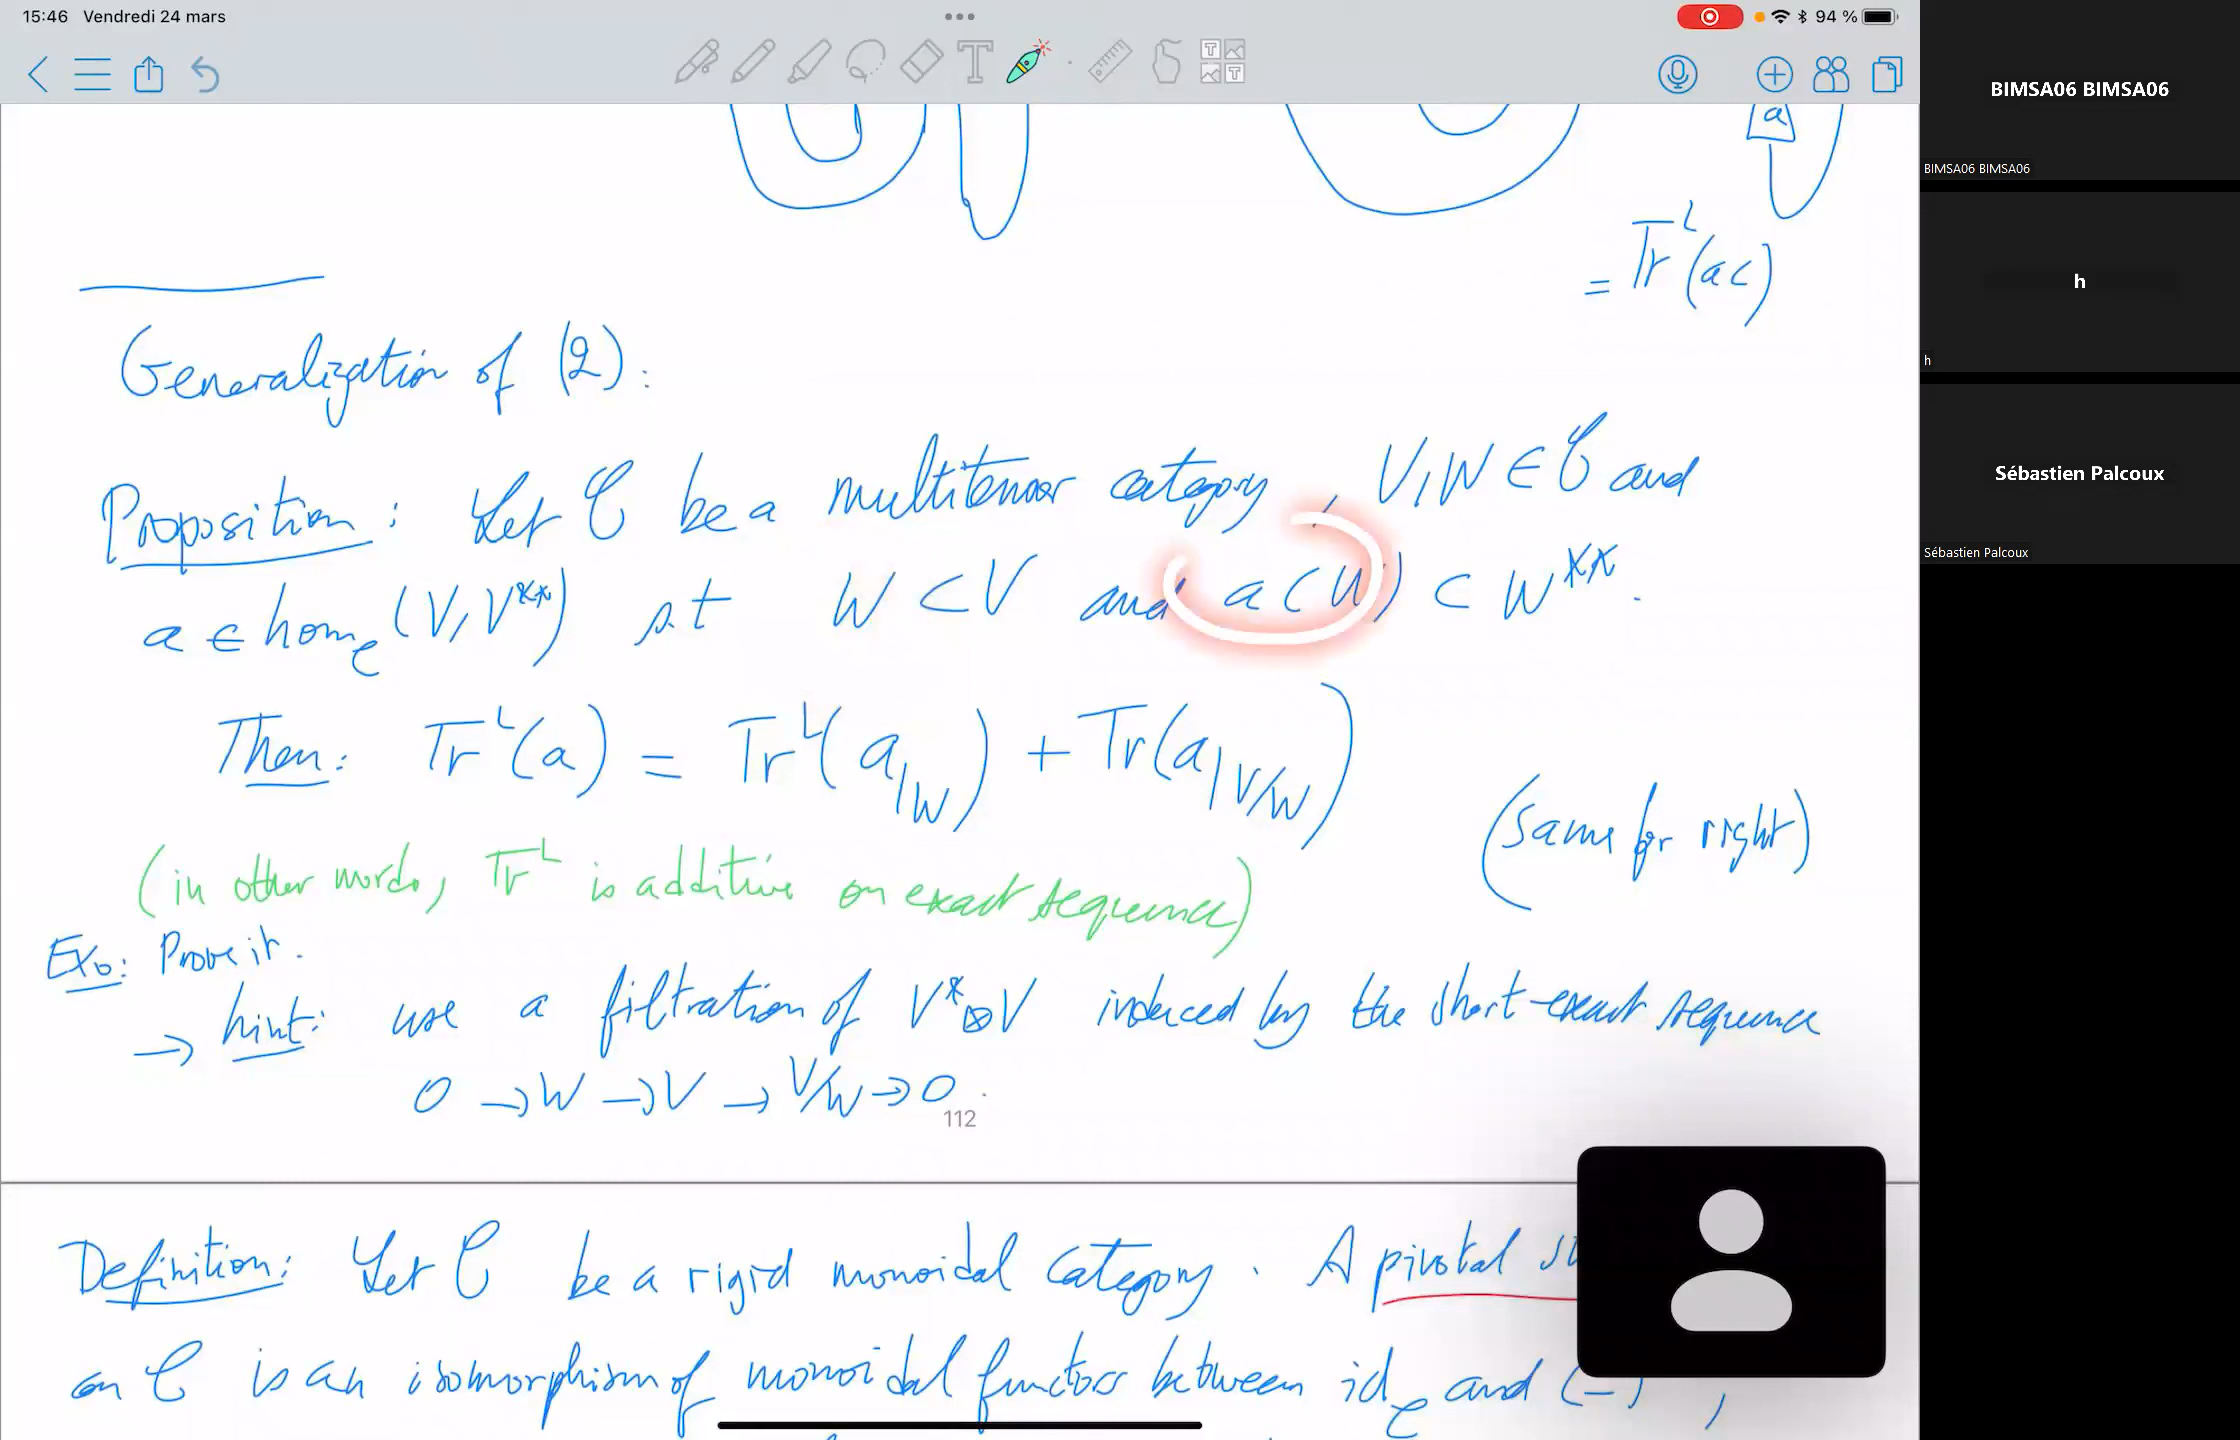 15:46 Vendredi 24 mars
94 %
a
= Tr^L (ac)
Generalization of (2):
Proposition: Let C be a multitensor category, V, W ∈ C and
a ∈ hom_C (V, V**) s.t W ⊂ V and a(W) ⊂ W**.
Then: Tr^L(a) = Tr^L(a_|W) + Tr(a_|V/W)
(same for right)
(in other words, Tr^L is additive on exact sequence)
Exo: Prove it.
→ hint: use a filtration of V*⊗V induced by the short exact sequence
0 → W → V → V/W → 0.
112
Definition: Let C be a rigid monoidal category. A pivotal
on C is an isomorphism of monoidal functors between id_C and (–) ,
BIMSA06 BIMSA06
BIMSA06 BIMSA06
h
h
Sébastien Palcoux
Sébastien Palcoux